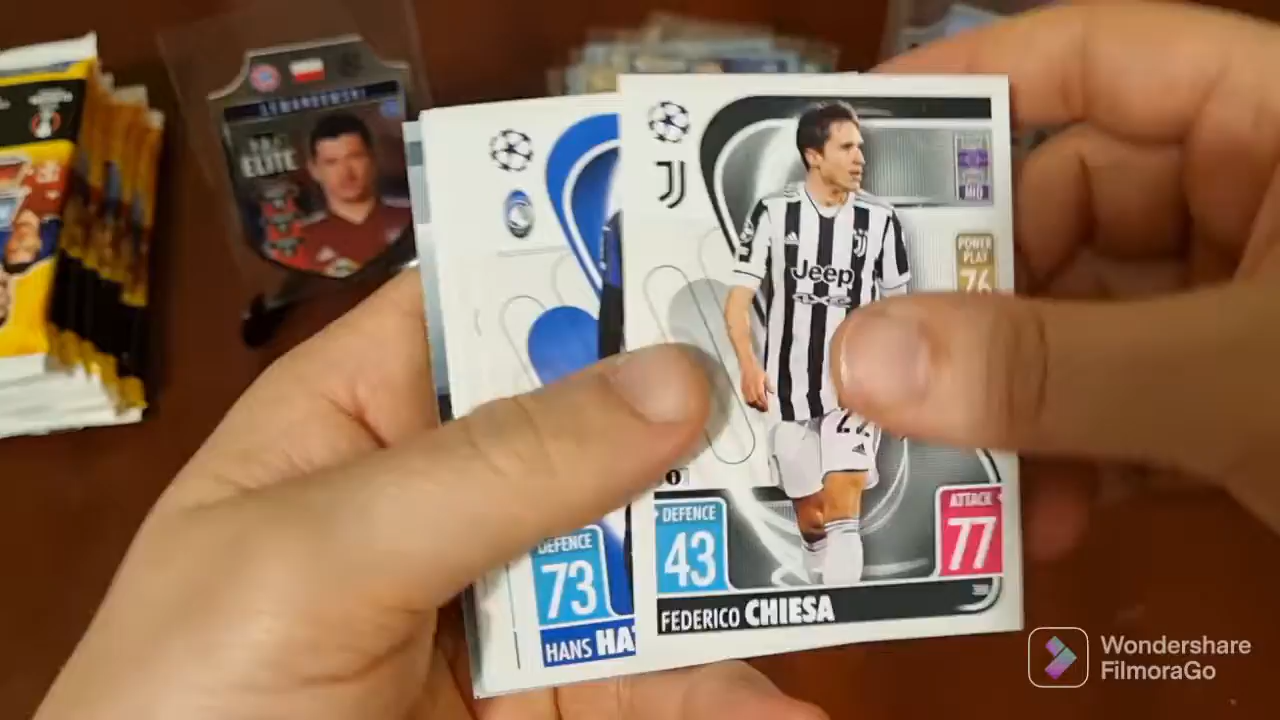 LEWANDOWSKI
ELITE
MID
POWER
PLAY
76
Jeep
22
DEFENCE
73
HANS HA
DEFENCE
43
ATTACK
77
FEDERICO CHIESA
Wondershare
FilmoraGo